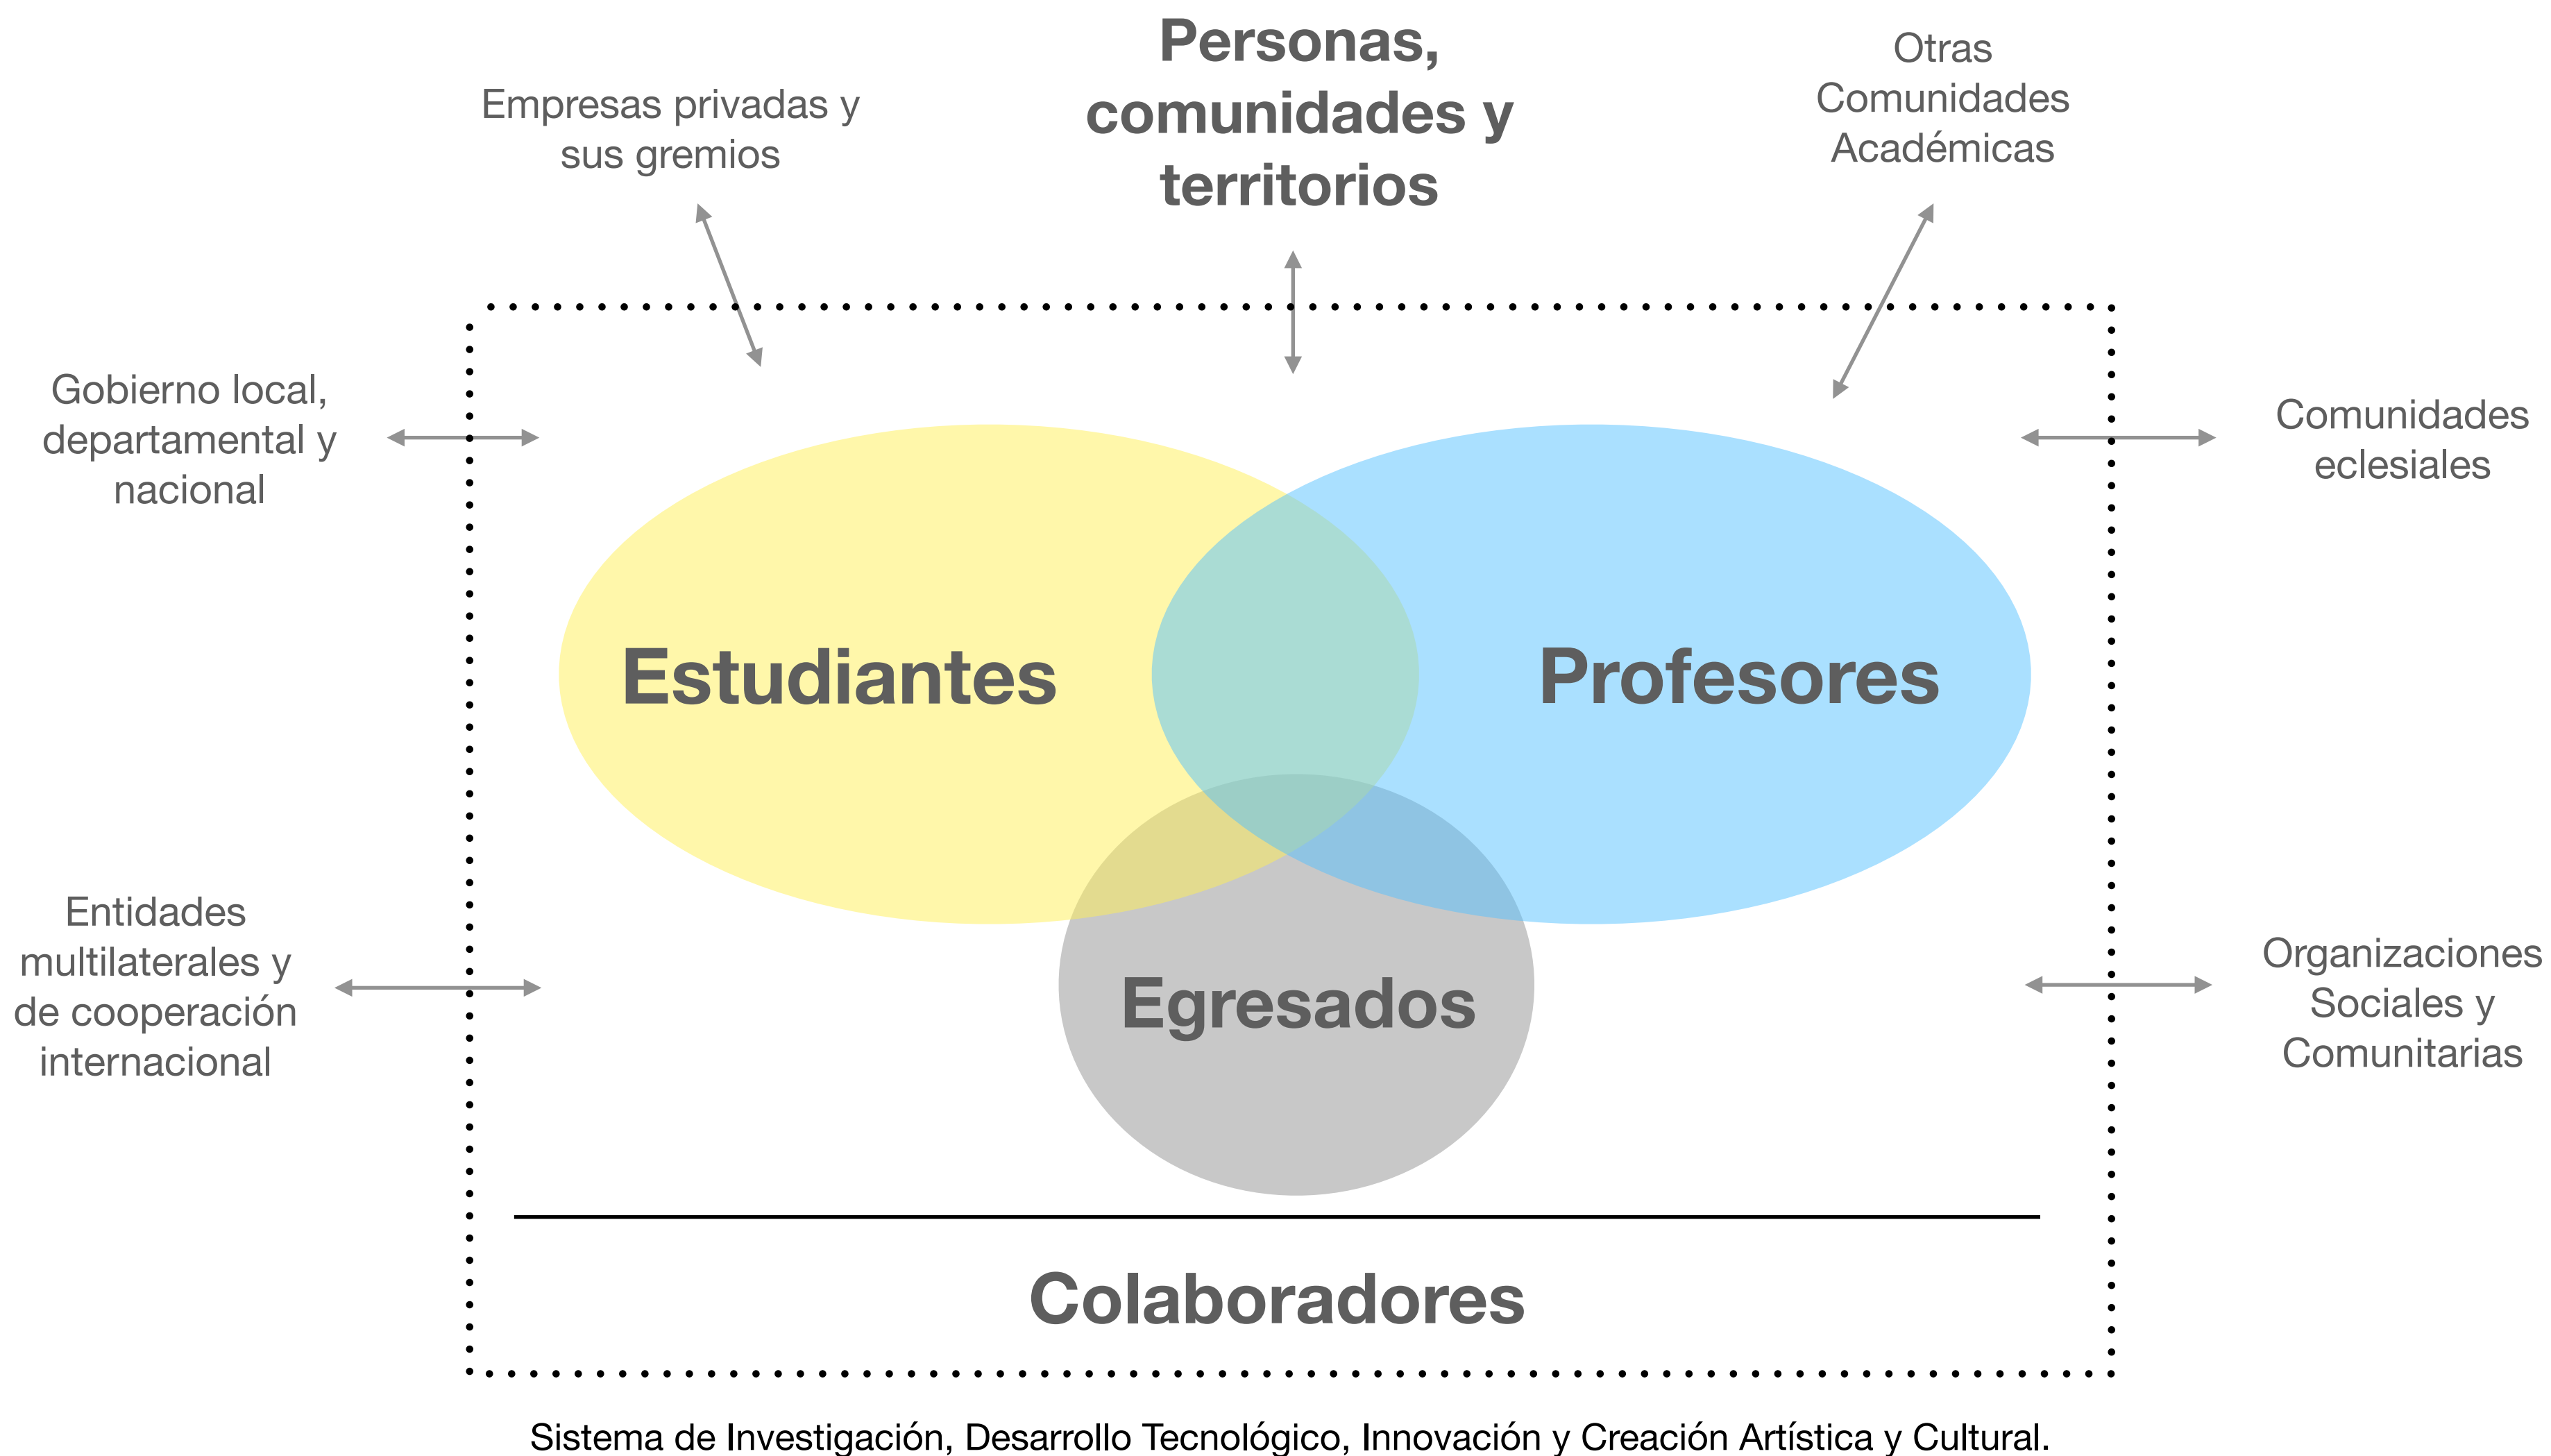 Personas,
comunidades y
territorios
Empresas privadas y
sus gremios
Otras
Comunidades
Académicas
Gobierno local,
departamental y
nacional
Comunidades
eclesiales
Estudiantes
Profesores
Entidades
multilaterales y
de cooperación
internacional
Egresados
Organizaciones
Sociales y
Comunitarias
Colaboradores
Sistema de Investigación, Desarrollo Tecnológico, Innovación y Creación Artística y Cultural.